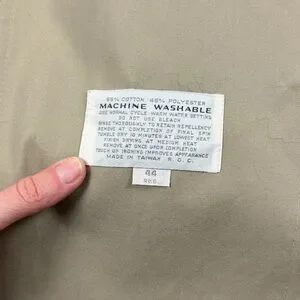 55% COTTON 45% POLYESTER
MACHINE WASHABLE
USE NORMAL CYCLE - WARM WATER SETTING
DO NOT USE BLEACH
RINSE THOROUGHLY TO RETAIN REPELLENCY
REMOVE AT COMPLETION OF FINAL SPIN
TUMBLE DRY 10 MINUTES AT LOWEST HEAT
FINISH DRYING AT MEDIUM HEAT
REMOVE AT ONCE UPON COMPLETION
TOUCH UP IRONING IMPROVES APPEARANCE
MADE IN TAIWAN R.O.C.
44
REG.